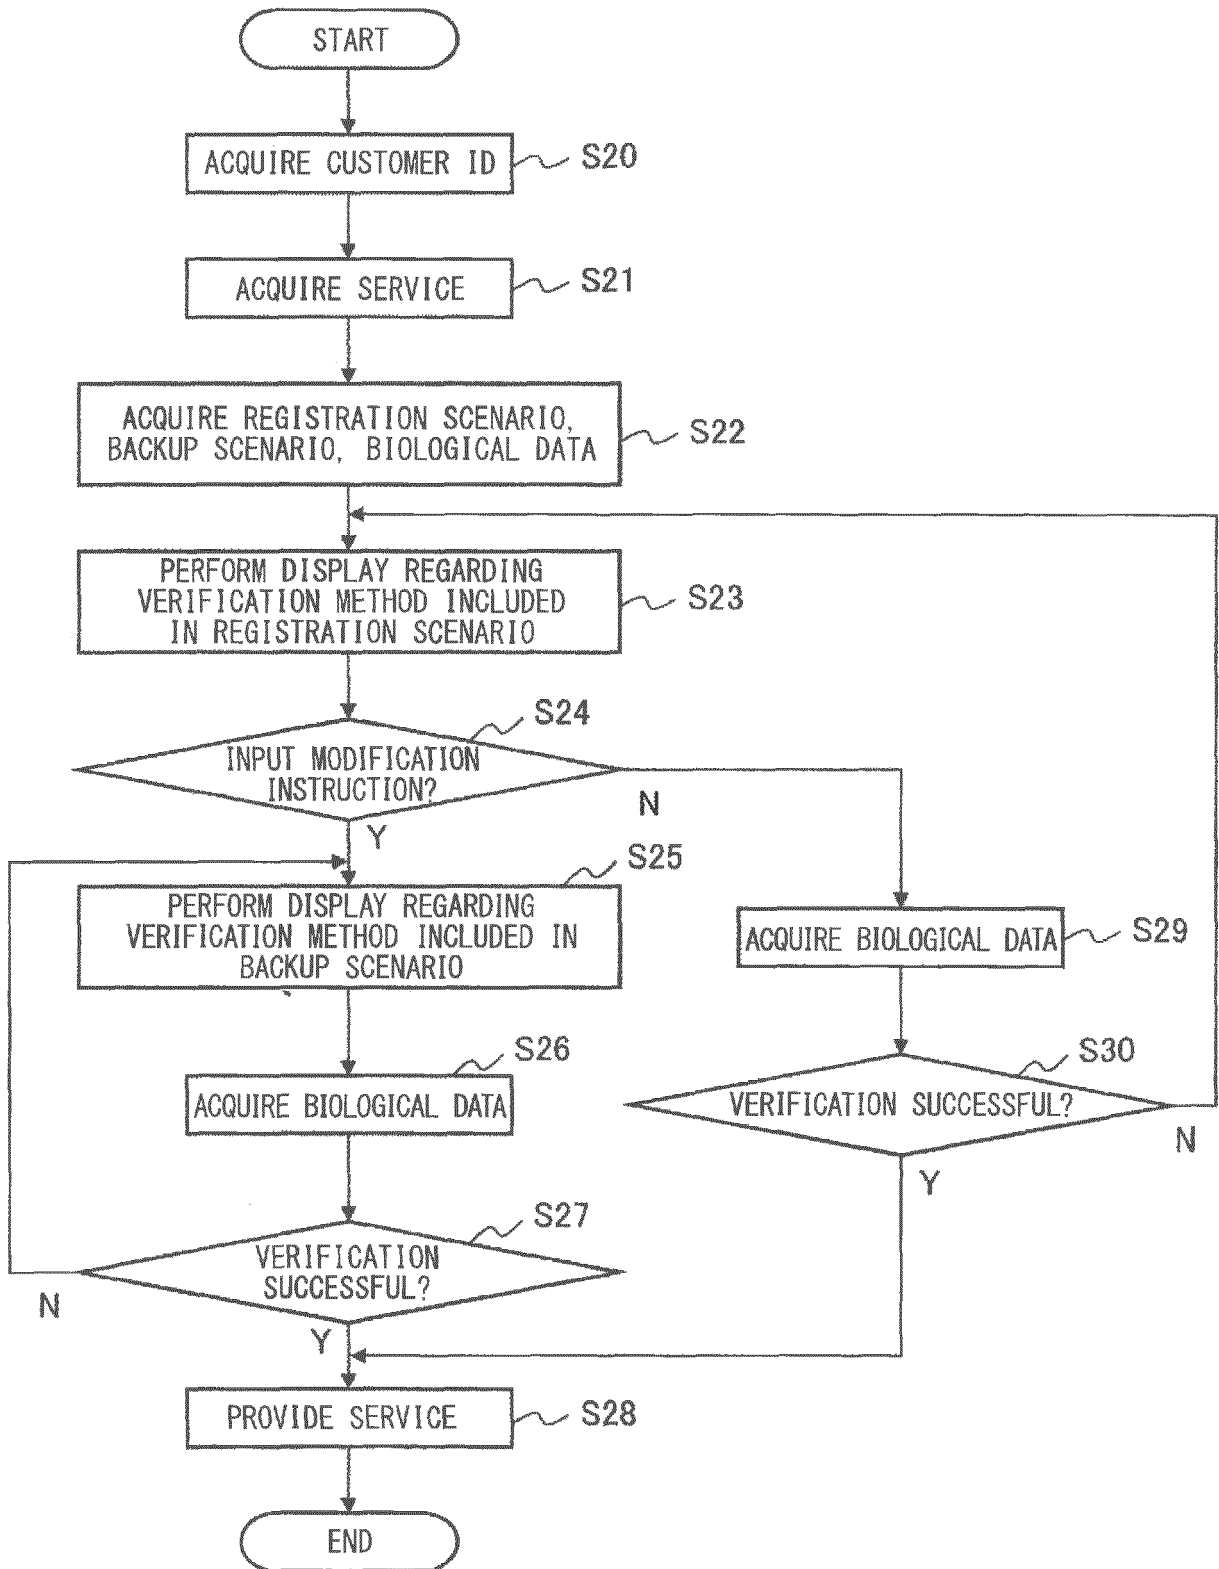 START
ACQUIRE CUSTOMER ID
S20
ACQUIRE SERVICE
S21
ACQUIRE REGISTRATION SCENARIO,
BACKUP SCENARIO, BIOLOGICAL DATA
S22
PERFORM DISPLAY REGARDING
VERIFICATION METHOD INCLUDED
IN REGISTRATION SCENARIO
S23
S24
INPUT MODIFICATION
INSTRUCTION?
N
Y
S25
PERFORM DISPLAY REGARDING
VERIFICATION METHOD INCLUDED IN
BACKUP SCENARIO
ACQUIRE BIOLOGICAL DATA
S29
S26
ACQUIRE BIOLOGICAL DATA
S30
VERIFICATION SUCCESSFUL?
N
Y
S27
VERIFICATION
SUCCESSFUL?
N
Y
PROVIDE SERVICE
S28
END